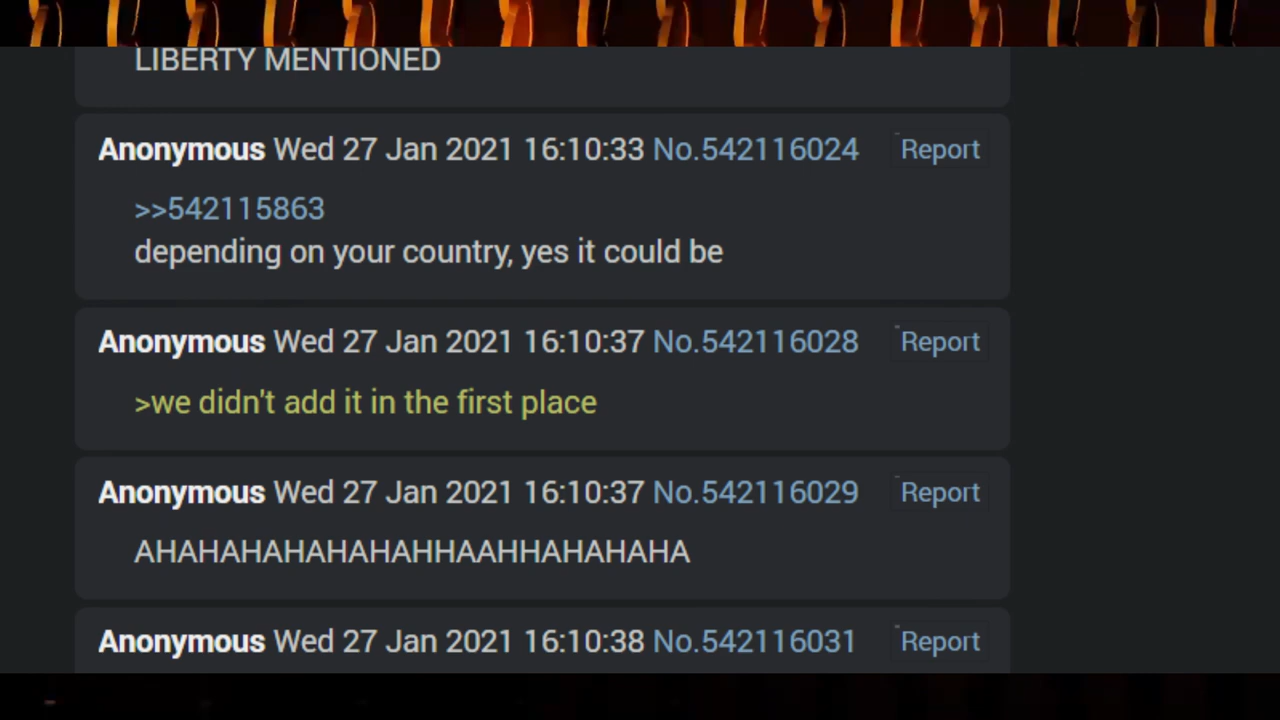 LIBERTY MENTIONED
Anonymous Wed 27 Jan 2021 16:10:33 No.542116024 Report
>>542115863
depending on your country, yes it could be
Anonymous Wed 27 Jan 2021 16:10:37 No.542116028 Report
>we didn't add it in the first place
Anonymous Wed 27 Jan 2021 16:10:37 No.542116029 Report
AHAHAHAHAHAHAHHAAHHAHAHAHA
Anonymous Wed 27 Jan 2021 16:10:38 No.542116031 Report